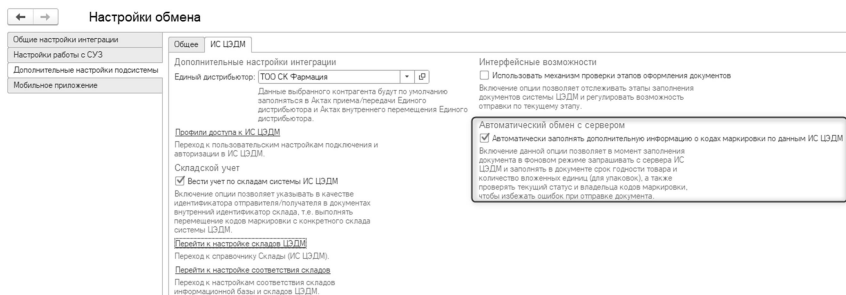 Настройки обмена
Общие настройки интеграции
Настройки работы с СУЗ
Дополнительные настройки подсистемы
Мобильное приложение
Общее ИС ЦЭДМ
Дополнительные настройки интеграции
Единый дистрибьютор: ТОО СК Фармация
Данные выбранного контрагента будут по умолчанию
заполняться в Актах приема/передачи Единого
дистрибьютора и Актах внутреннего перемещения Единого
дистрибьютора.
Профили доступа к ИС ЦЭДМ
Переход к пользовательским настройкам подключения и
авторизации в ИС ЦЭДМ.
Складской учет
Вести учет по складам системы ИС ЦЭДМ
Включение опции позволяет указывать в качестве
идентификатора отправителя/получателя в документах
внутренний идентификатор склада, т.е. выполнять
перемещение кодов маркировки с конкретного склада
системы ЦЭДМ.
Перейти к настройке складов ЦЭДМ
Переход к справочнику Склады (ИС ЦЭДМ).
Перейти к настройке соответствия складов
Переход к настройкам соответствия складов
информационной базы и складов ЦЭДМ.
Интерфейсные возможности
Использовать механизм проверки этапов оформления документов
Включение опции позволяет отслеживать этапы заполнения
документов системы ЦЭДМ и регулировать возможность
отправки по текущему этапу.
Автоматический обмен с сервером
Автоматически заполнять дополнительную информацию о кодах маркировки по данным ИС ЦЭДМ
Включение данной опции позволяет в момент заполнения
документа в фоновом режиме запрашивать с сервера ИС
ЦЭДМ и заполнять в документе срок годности товара и
количество вложенных единиц (для упаковок), а также
проверять текущий статус и владельца кодов маркировки,
чтобы избежать ошибок при отправке документа.